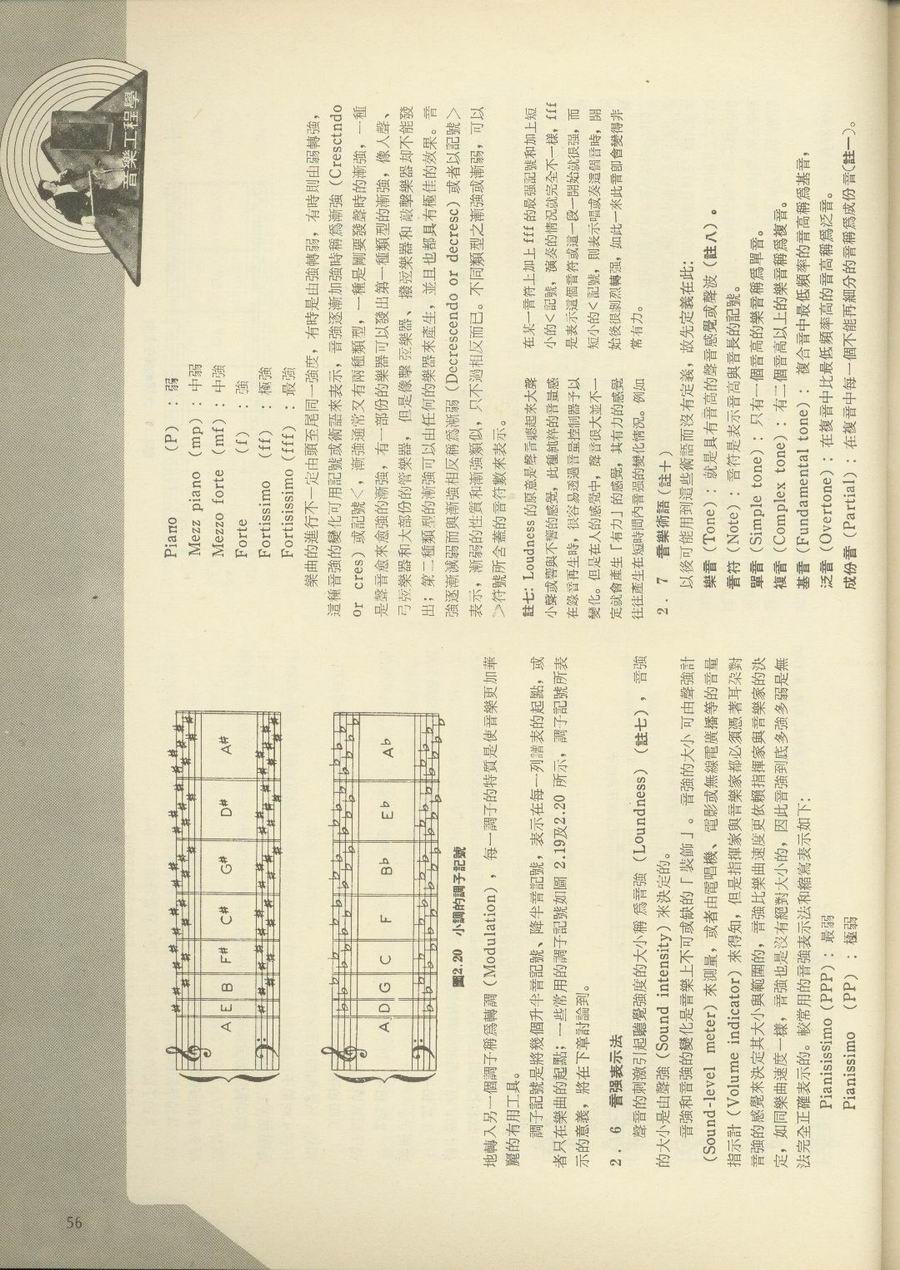 音樂工程學
A E B F# C# G# D# A#
A D G C F B♭ E♭ A♭
圖2.20 小調的調子記號
地轉入另一個調子稱爲轉調(Modulation),每一調子的特質是使音樂更加華
麗的有用工具。
調子記號是將幾個升半音記號、降半音記號,表示在每一列譜表的起點,或
者只在樂曲的起點;一些常用的調子記號如圖 2.19及2.20 所示,調子記號所表
示的意義,將在下章討論到。
2.6 音强表示法
聲音的刺激引起聽覺強度的大小稱爲音強(Loundness)(註七),音強
的大小是由聲強(Sound intensity)來決定的。
音強和音強的變化是音樂上不可或缺的「裝飾」。音強的大小可由聲強計
(Sound-level meter)來測量,或者由電唱機、電影或無線電廣播等的音量
指示計(Volume indicator)來得知,但是指揮家與音樂家都必須憑著耳朶對
音強的感覺來決定其大小與範圍的,音強比樂曲速度更依賴指揮家與音樂家的決
定,如同樂曲速度一樣,音強也是沒有絕對大小的,因此音強到底多強多弱是無
法完全正確表示的。較常用的音強表示法和縮寫表示如下:
Pianisissimo(PPP):最弱
Pianissimo (PP):極弱
Piano (P):弱
Mezz piano (mp):中弱
Mezzo forte (mf):中強
Forte (f):強
Fortissimo (ff):極強
Fortisissimo(fff):最強
樂曲的進行不一定由頭至尾同一強度,有時是由強轉弱,有時則由弱轉強,
這種音強的變化可用記號或術語來表示,音強逐漸加強時稱爲漸強(Cresctndo
or cres)或記號<,漸強通常又有兩種類型,一種是剛要發聲時的漸強,一種
是聲音愈來愈強的漸強,有一部份的樂器可以發出第一種類型的漸強,像人聲、
弓弦樂器和大部份的管樂器,但是像擊弦樂器、撥弦樂器和敲擊樂器却不能發
出;第二種類型的漸強可以由任何的樂器來產生,並且也都具有極佳的效果。音
強逐漸減弱而與漸強相反稱爲漸弱(Decrescendo or decresc)或者以記號>
表示,漸弱的性質和漸強類似,只不過相反而已。不同類型之漸強或漸弱,可以
>符號所含蓋的音符數來表示。
註七:Loudness 的原意是聲音聽起來大聲
小聲或響與不響的感覺,此種純粹的音量感
在錄音再生時,很容易透過音量控制器予以
變化。但是在人的感覺中,聲音很大並不一
定就會產生「有力」的感覺,其有力的感覺
往往產生在短時間內音强的變化情況。例如
在某一音符上加上 fff 的最强記號和加上短
小的<記號,演奏的情況就完全不一樣,fff
是表示這個音符或這一段一開始就很强,而
短小的<記號,則表示唱或奏這個音時,開
始後很劇烈轉强,如此一來此音即會變得非
常有力。
2.7 音樂術語(註十)
以後可能用到這些術語而沒有定義,故先定義在此:
樂音(Tone):就是具有音高的聲音感覺或聲波(註八)。
音符(Note):音符是表示音高與音長的記號。
單音(Simple tone):只有一個音高的樂音稱爲單音。
複音(Complex tone):有二個音高以上的樂音稱爲複音。
基音(Fundamental tone):複合音中最低頻率的音高稱爲基音,
泛音(Overtone):在複音中比最低頻率高的音高稱爲泛音。
成份音(Partial):在複音中每一個不能再細分的音稱爲成份音(註一)。
56